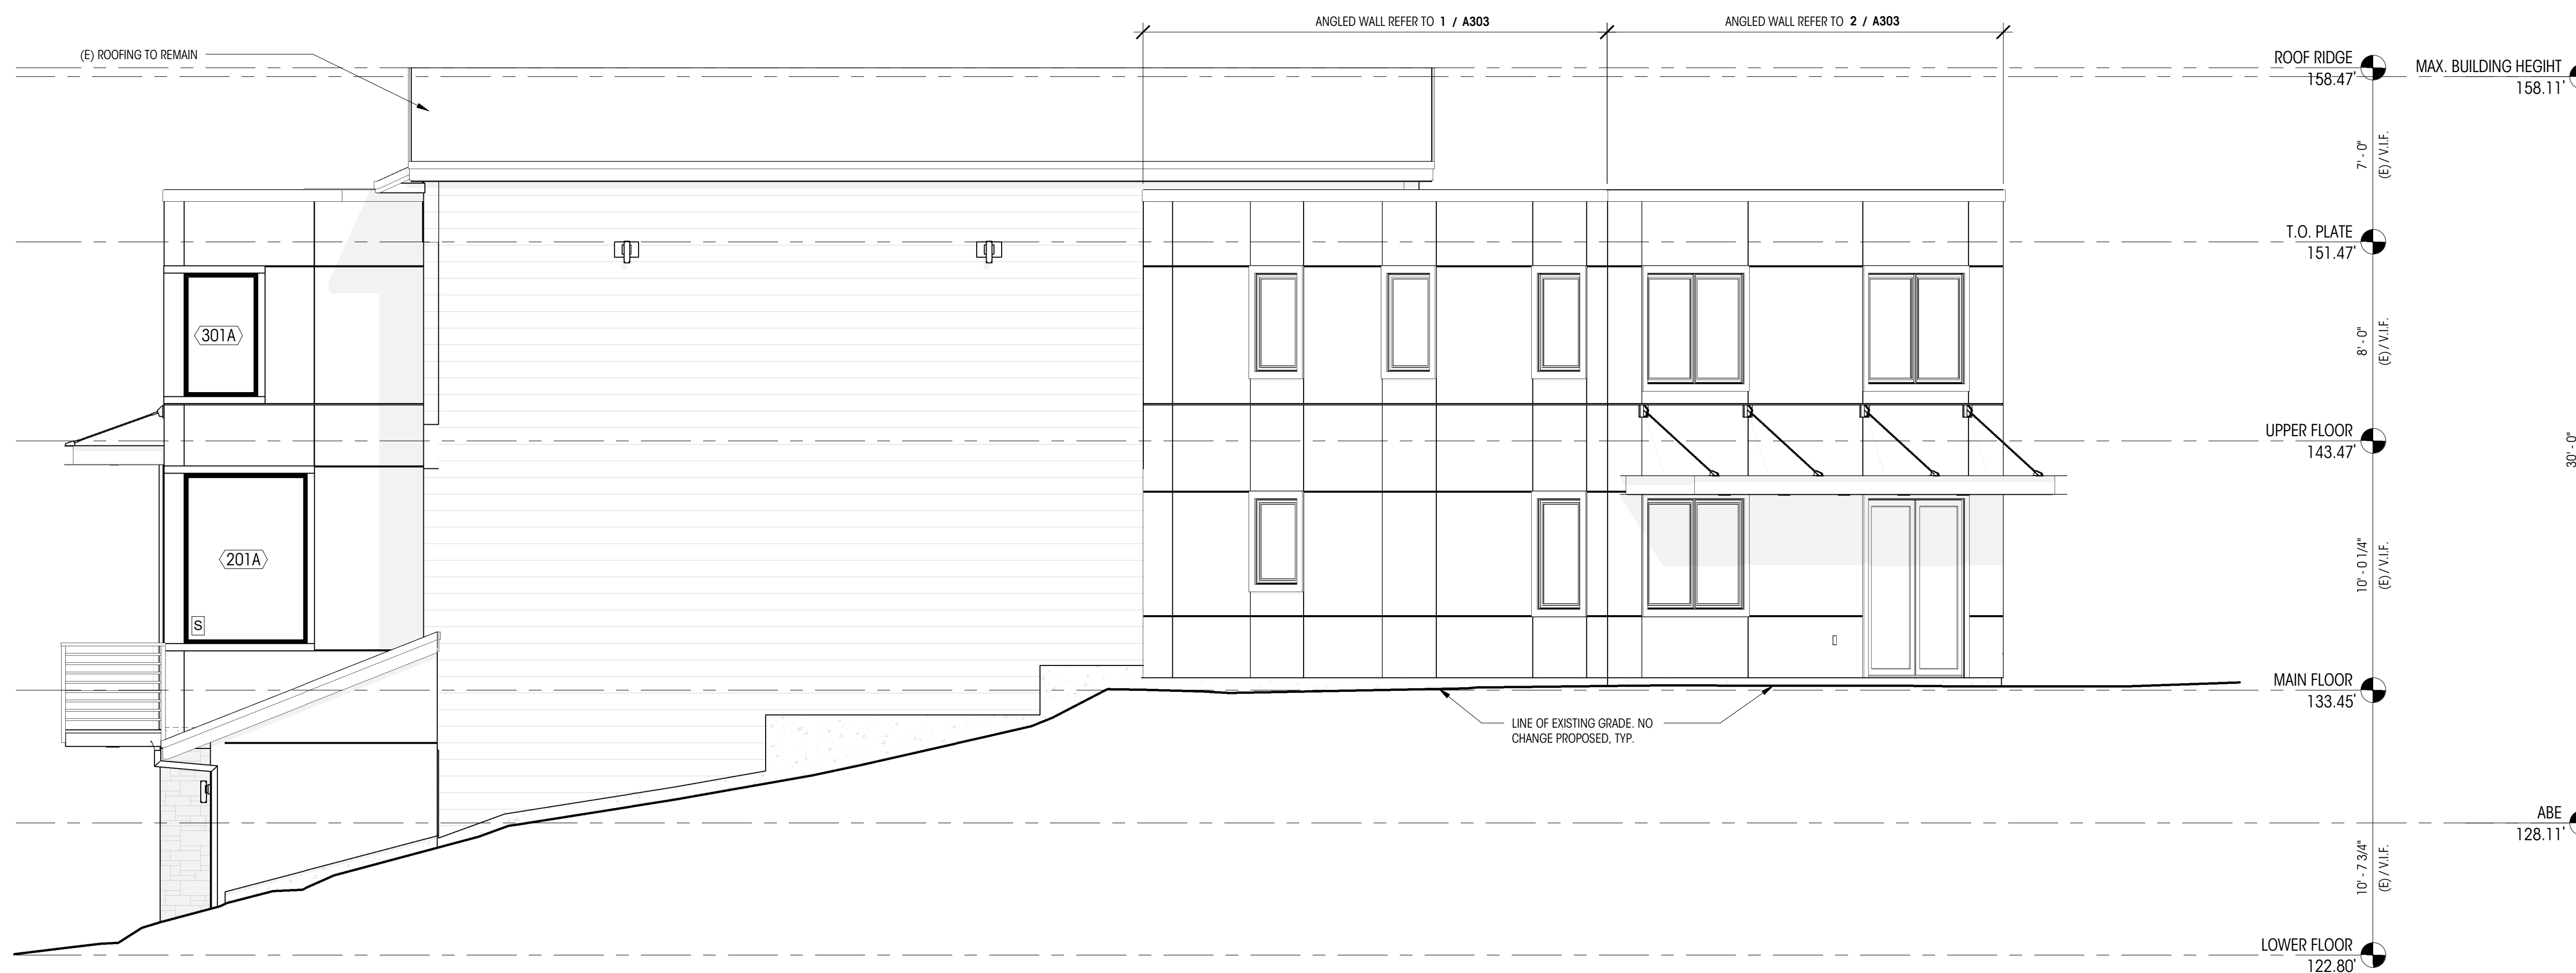 ANGLED WALL REFER TO 1 / A303
ANGLED WALL REFER TO 2 / A303
(E) ROOFING TO REMAIN
ROOF RIDGE
158.47'
MAX. BUILDING HEGIHT
158.11'
7' - 0"
(E) / V.I.F.
T.O. PLATE
151.47'
301A
8' - 0"
(E) / V.I.F.
UPPER FLOOR
143.47'
30' - 0"
201A
S
10' - 0 1/4"
(E) / V.I.F.
MAIN FLOOR
133.45'
LINE OF EXISTING GRADE. NO
CHANGE PROPOSED, TYP.
ABE
128.11'
10' - 7 3/4"
(E) / V.I.F.
LOWER FLOOR
122.80'